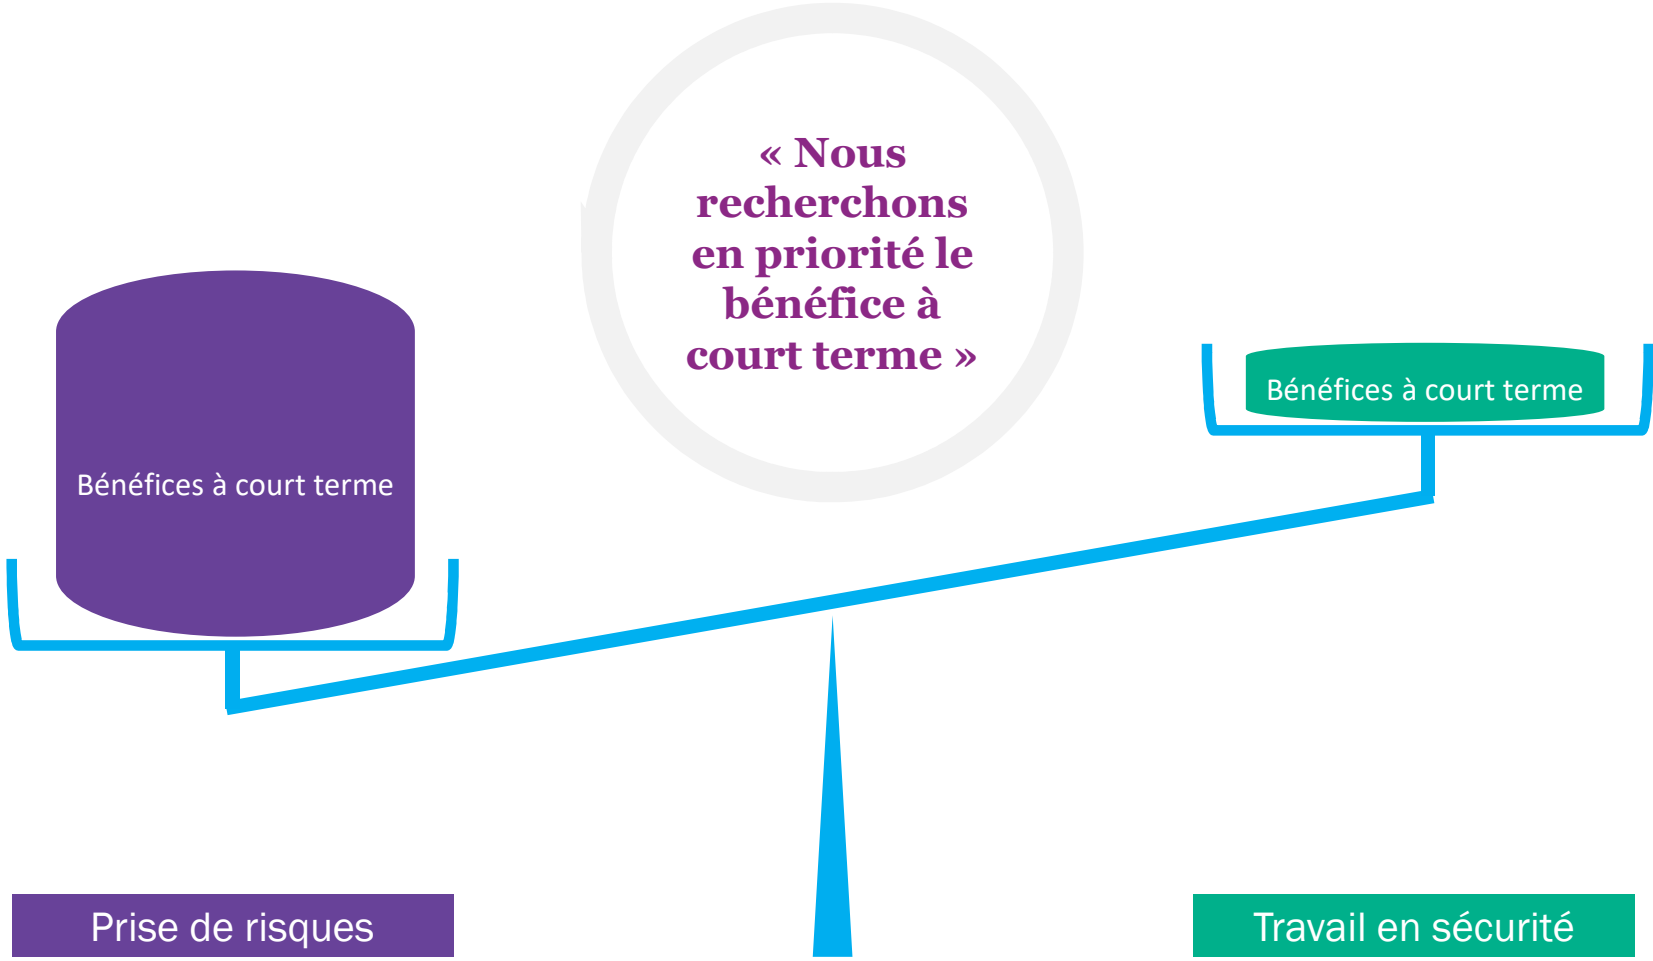 « Nous
recherchons
en priorité le
bénéfice à
court terme »
Bénéfices à court terme
Bénéfices à court terme
Prise de risques
Travail en sécurité